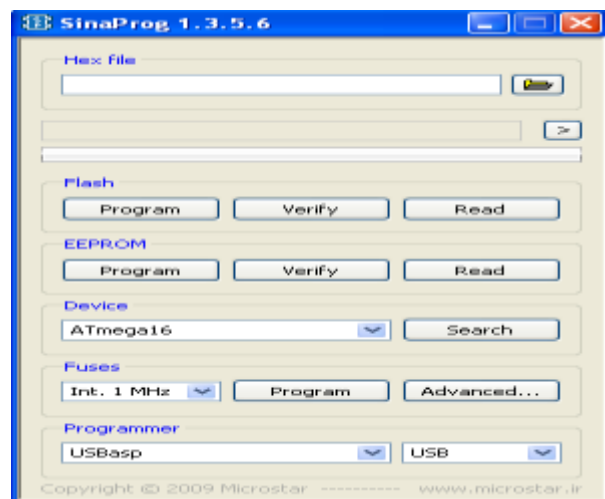 SinaProg 1.3.5.6
Hex file
>
Flash
Program Verify Read
EEPROM
Program Verify Read
Device
ATmega16 Search
Fuses
Int. 1 MHz Program Advanced...
Programmer
USBasp USB
Copyright © 2009 Microstar ---------- www.microstar.ir